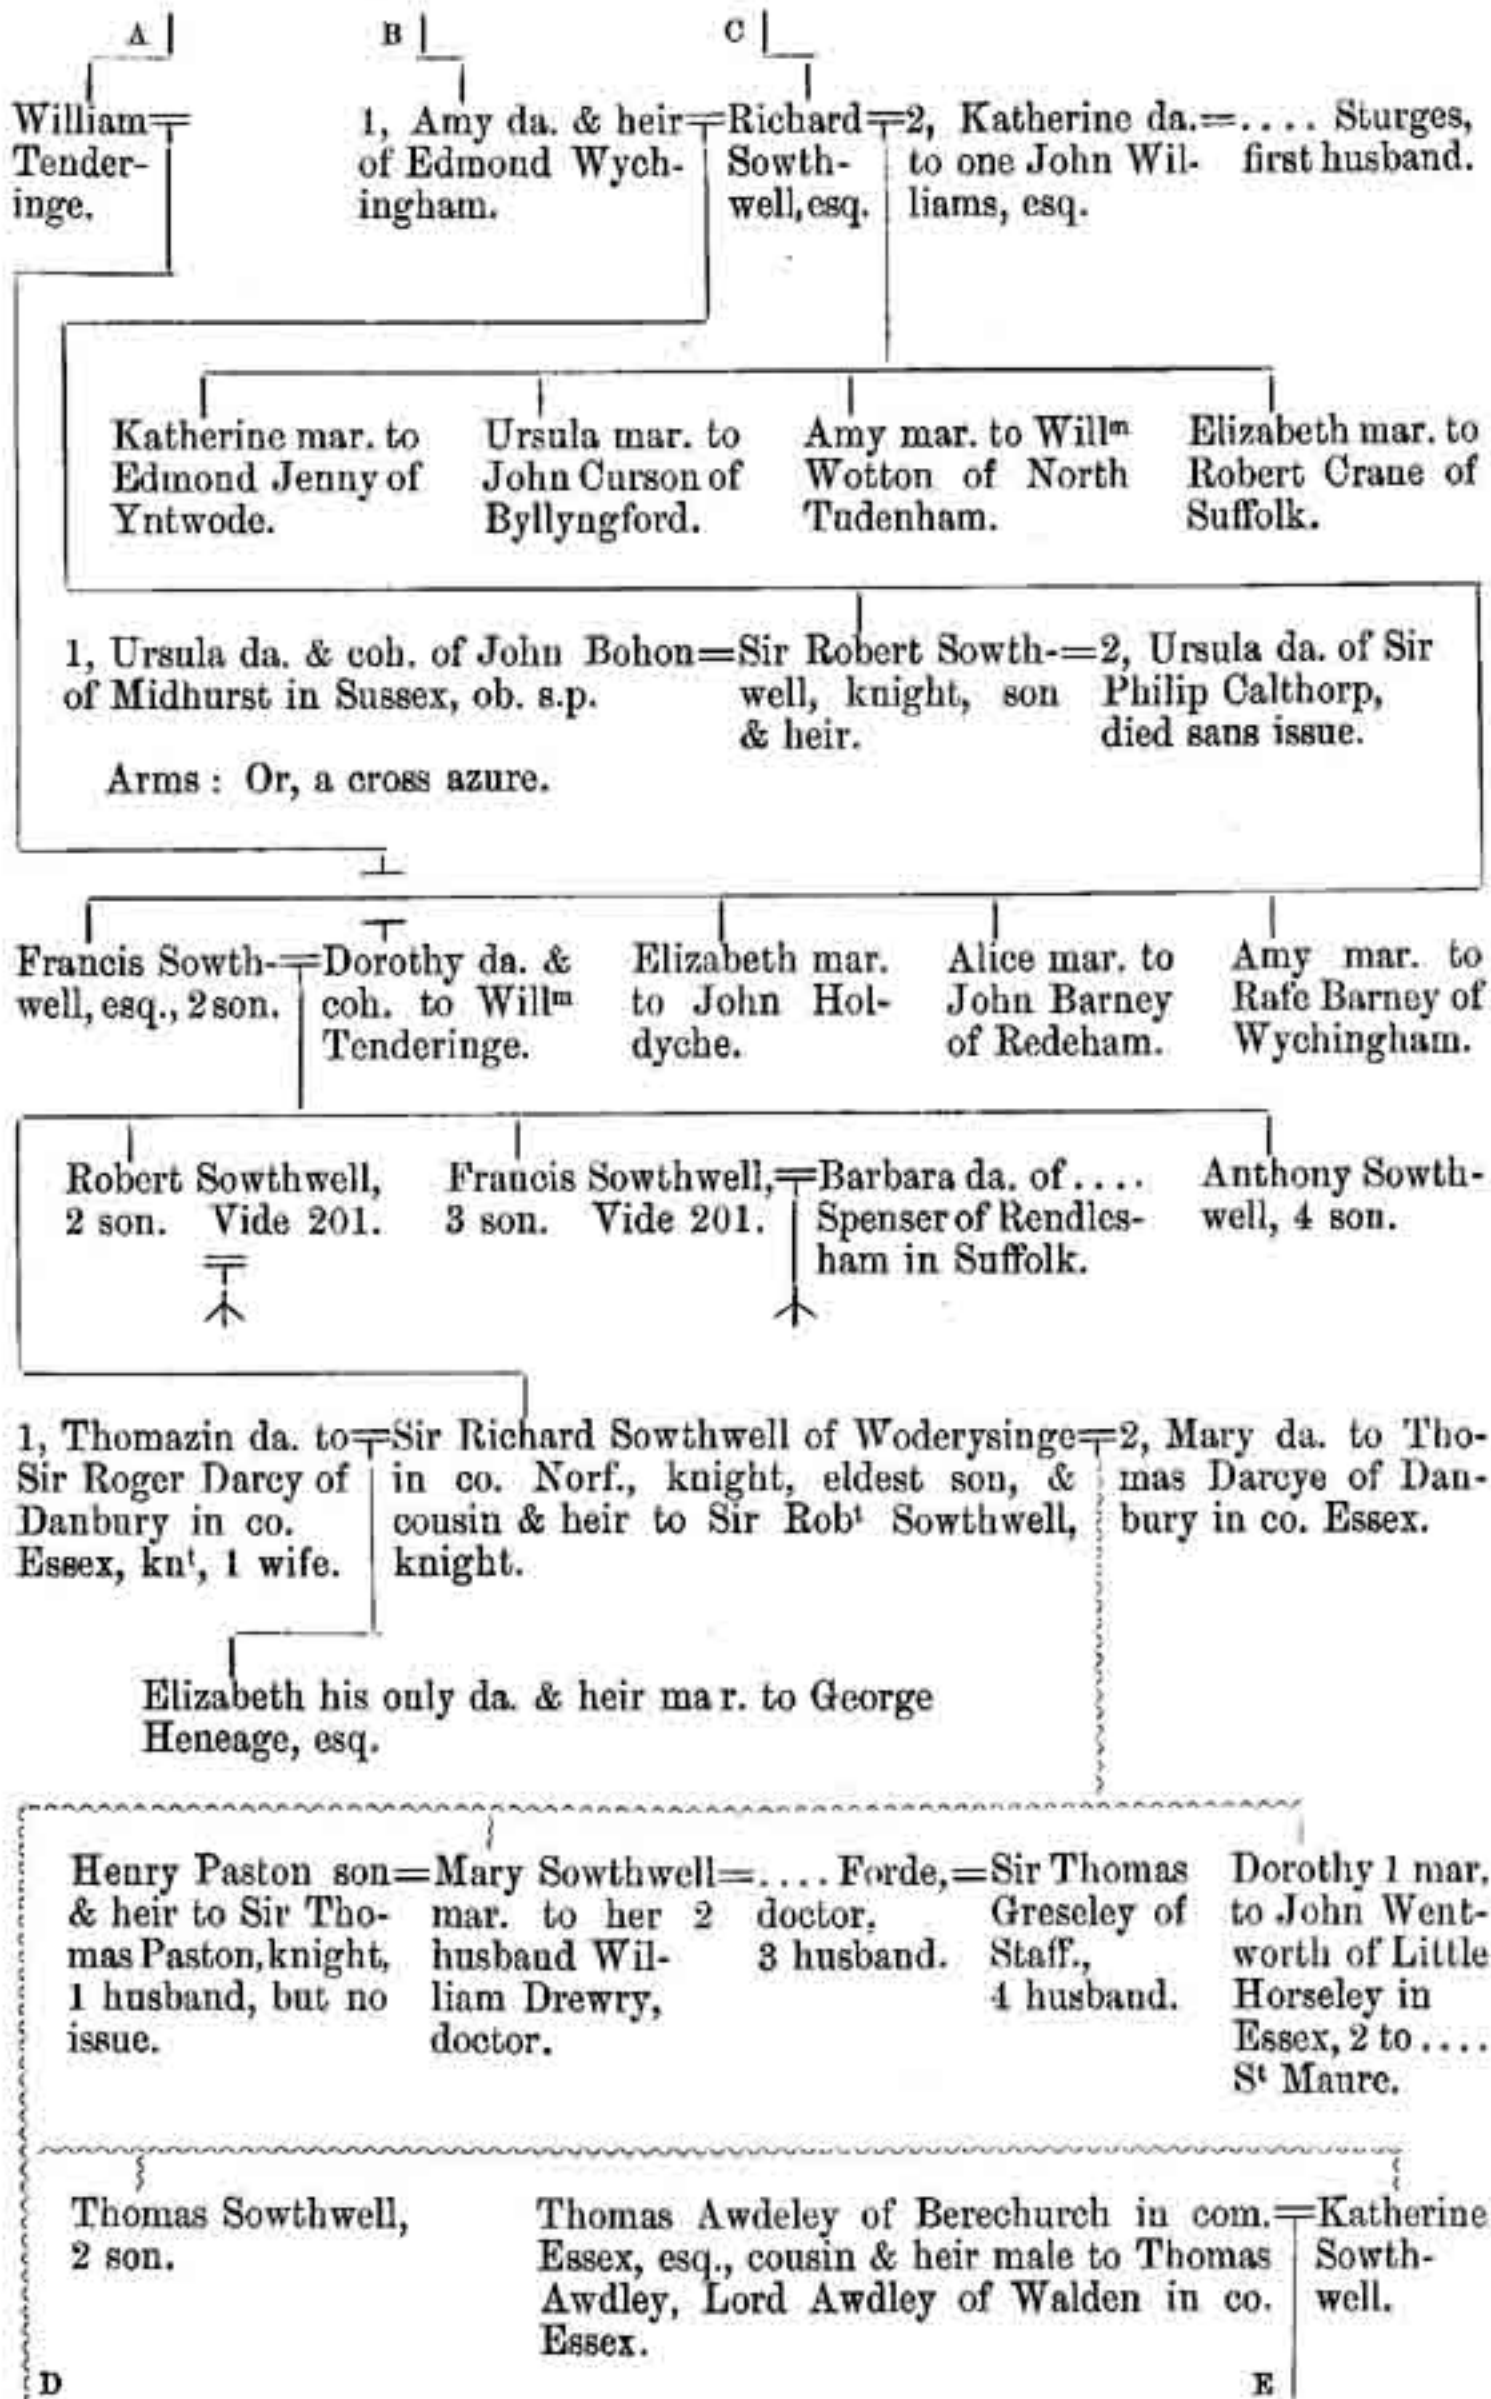 A
B
C
William
Tender-
inge.
1, Amy da. & heir
of Edmond Wych-
ingham.
Richard
Sowth-
well, esq.
2, Katherine da.
to one John Wil-
liams, esq.
.... Sturges,
first husband.
Katherine mar. to
Edmond Jenny of
Yntwode.
Ursula mar. to
John Curson of
Byllyngford.
Amy mar. to Willᵐ
Wotton of North
Tudenham.
Elizabeth mar. to
Robert Crane of
Suffolk.
1, Ursula da. & coh. of John Bohon
of Midhurst in Sussex, ob. s.p.
Arms : Or, a cross azure.
Sir Robert Sowth-
well, knight, son
& heir.
2, Ursula da. of Sir
Philip Calthorp,
died sans issue.
Francis Sowth-
well, esq., 2 son.
Dorothy da. &
coh. to Willᵐ
Tenderinge.
Elizabeth mar.
to John Hol-
dyche.
Alice mar. to
John Barney
of Redeham.
Amy mar. to
Rafe Barney of
Wychingham.
Robert Sowthwell,
2 son. Vide 201.
Francis Sowthwell,
3 son. Vide 201.
Barbara da. of ....
Spenser of Rendles-
ham in Suffolk.
Anthony Sowth-
well, 4 son.
1, Thomazin da. to
Sir Roger Darcy of
Danbury in co.
Essex, knᵗ, 1 wife.
Sir Richard Sowthwell of Woderysinge
in co. Norf., knight, eldest son, &
cousin & heir to Sir Robᵗ Sowthwell,
knight.
2, Mary da. to Tho-
mas Darcye of Dan-
bury in co. Essex.
Elizabeth his only da. & heir mar. to George
Heneage, esq.
Henry Paston son
& heir to Sir Tho-
mas Paston, knight,
1 husband, but no
issue.
Mary Sowthwell
mar. to her 2
husband Wil-
liam Drewry,
doctor.
.... Forde,
doctor.
3 husband.
Sir Thomas
Greseley of
Staff.,
4 husband.
Dorothy 1 mar.
to John Went-
worth of Little
Horseley in
Essex, 2 to ....
Sᵗ Maure.
Thomas Sowthwell,
2 son.
Thomas Awdeley of Berechurch in com.
Essex, esq., cousin & heir male to Thomas
Awdley, Lord Awdley of Walden in co.
Essex.
Katherine
Sowth-
well.
D
E